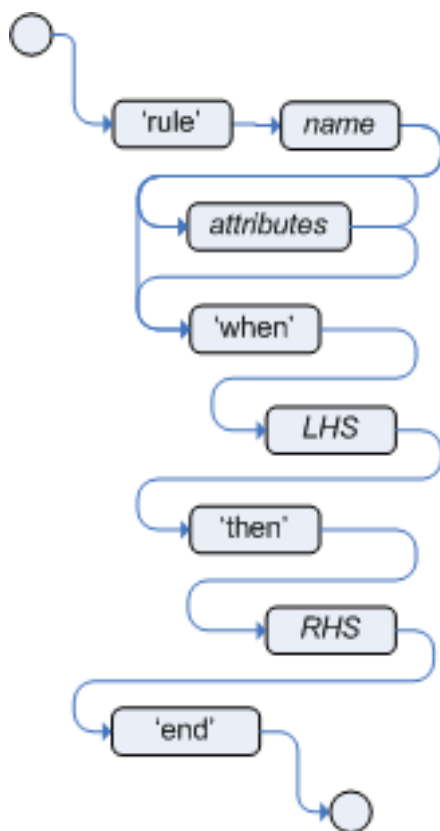 ‘rule’ name
attributes
‘when’
LHS
‘then’
RHS
‘end’